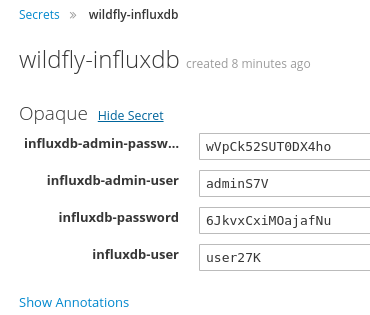 Secrets » wildfly-influxdb
wildfly-influxdb created 8 minutes ago
Opaque Hide Secret
influxdb-admin-passw... wVpCk52SUT0DX4ho
influxdb-admin-user adminS7V
influxdb-password 6JkvxCxiMOajafNu
influxdb-user user27K
Show Annotations